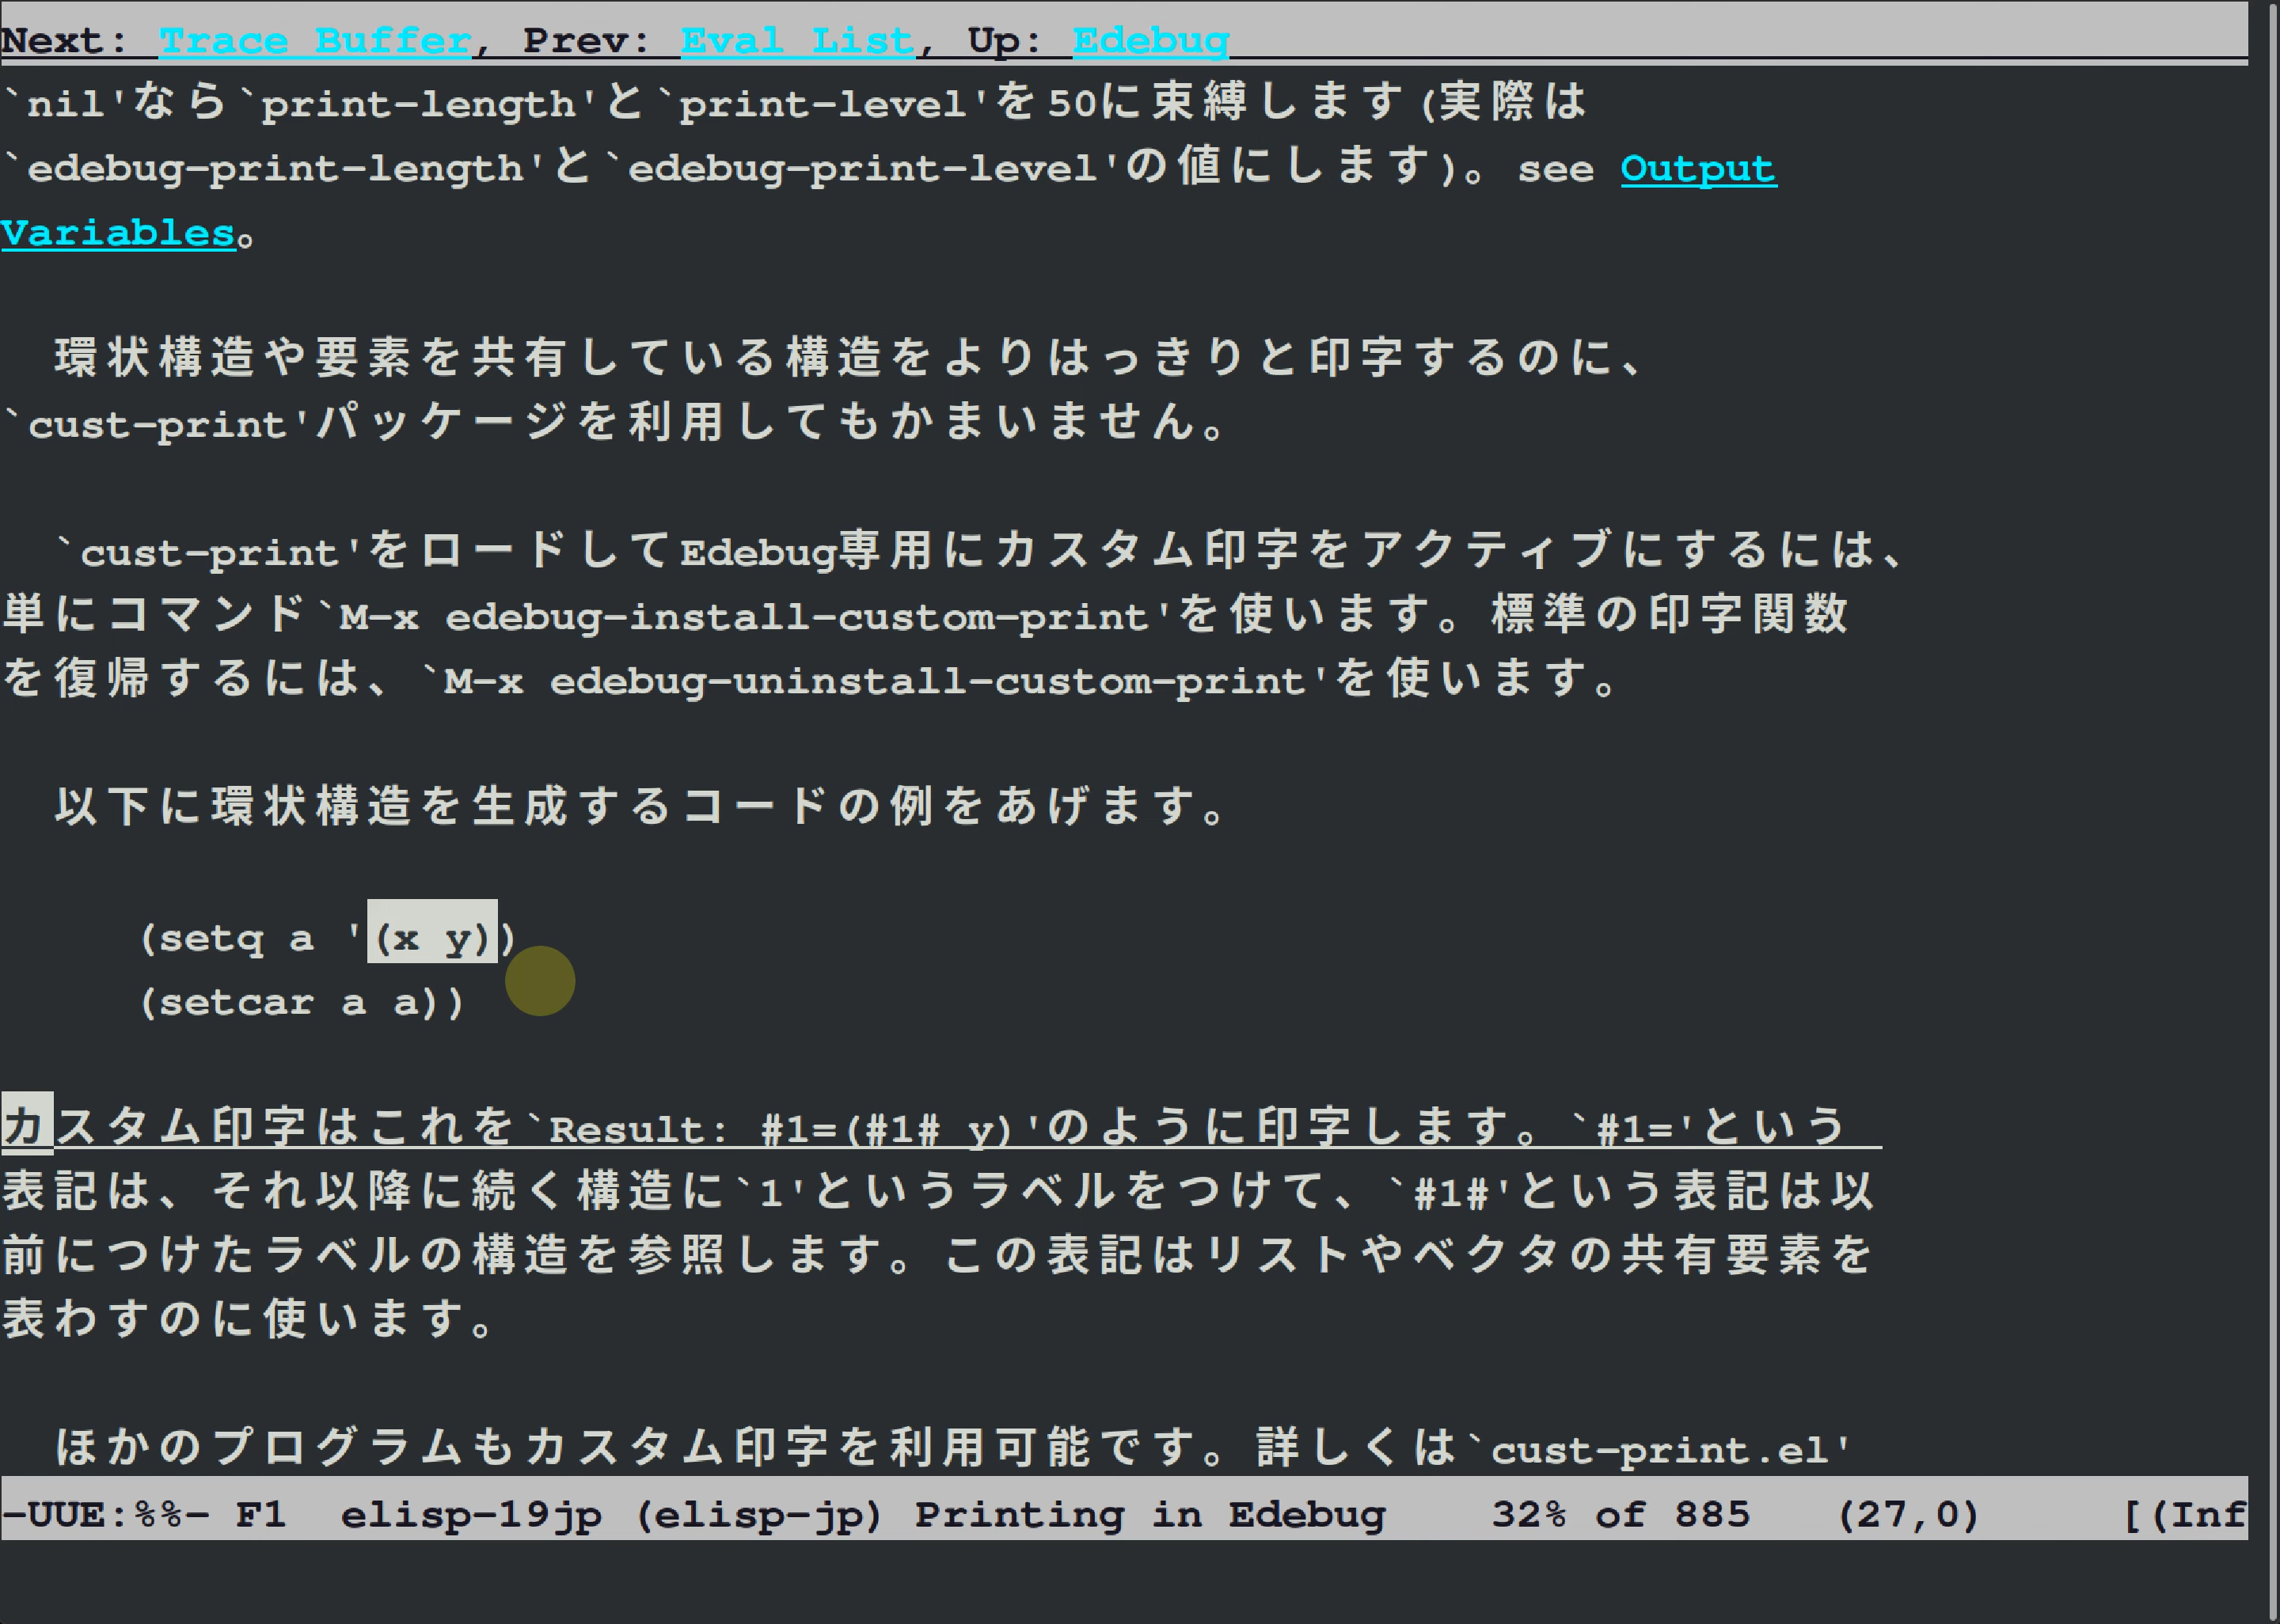 Next: Trace Buffer, Prev: Eval List, Up: Edebug
`nil'なら`print-length'と`print-level'を50に束縛します(実際は
`edebug-print-length'と`edebug-print-level'の値にします)。see Output
Variables。
環状構造や要素を共有している構造をよりはっきりと印字するのに、
`cust-print'パッケージを利用してもかまいません。
`cust-print'をロードしてEdebug専用にカスタム印字をアクティブにするには、
単にコマンド`M-x edebug-install-custom-print'を使います。標準の印字関数
を復帰するには、`M-x edebug-uninstall-custom-print'を使います。
以下に環状構造を生成するコードの例をあげます。
(setq a '(x y))
(setcar a a))
カスタム印字はこれを`Result: #1=(#1# y)'のように印字します。`#1='という
表記は、それ以降に続く構造に`1'というラベルをつけて、`#1#'という表記は以
前につけたラベルの構造を参照します。この表記はリストやベクタの共有要素を
表わすのに使います。
ほかのプログラムもカスタム印字を利用可能です。詳しくは`cust-print.el'
-UUE:%%- F1  elisp-19jp (elisp-jp) Printing in Edebug    32% of 885   (27,0)     [(Inf